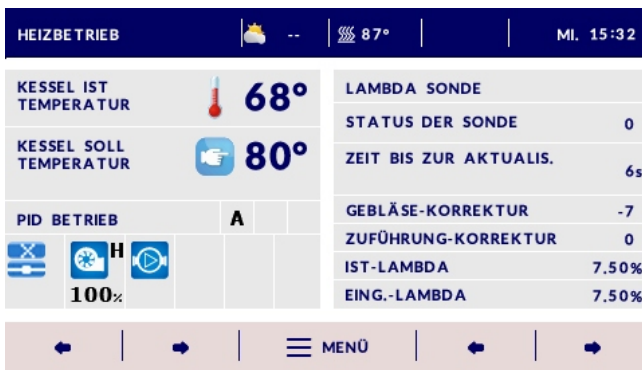 HEIZBETRIEB -- 87° MI. 15:32
KESSEL IST
TEMPERATUR 68°
KESSEL SOLL
TEMPERATUR 80°
PID BETRIEB A
H
100%
LAMBDA SONDE
STATUS DER SONDE 0
ZEIT BIS ZUR AKTUALIS. 6s
GEBLÄSE-KORREKTUR -7
ZUFÜHRUNG-KORREKTUR 0
IST-LAMBDA 7.50%
EING.-LAMBDA 7.50%
MENÜ